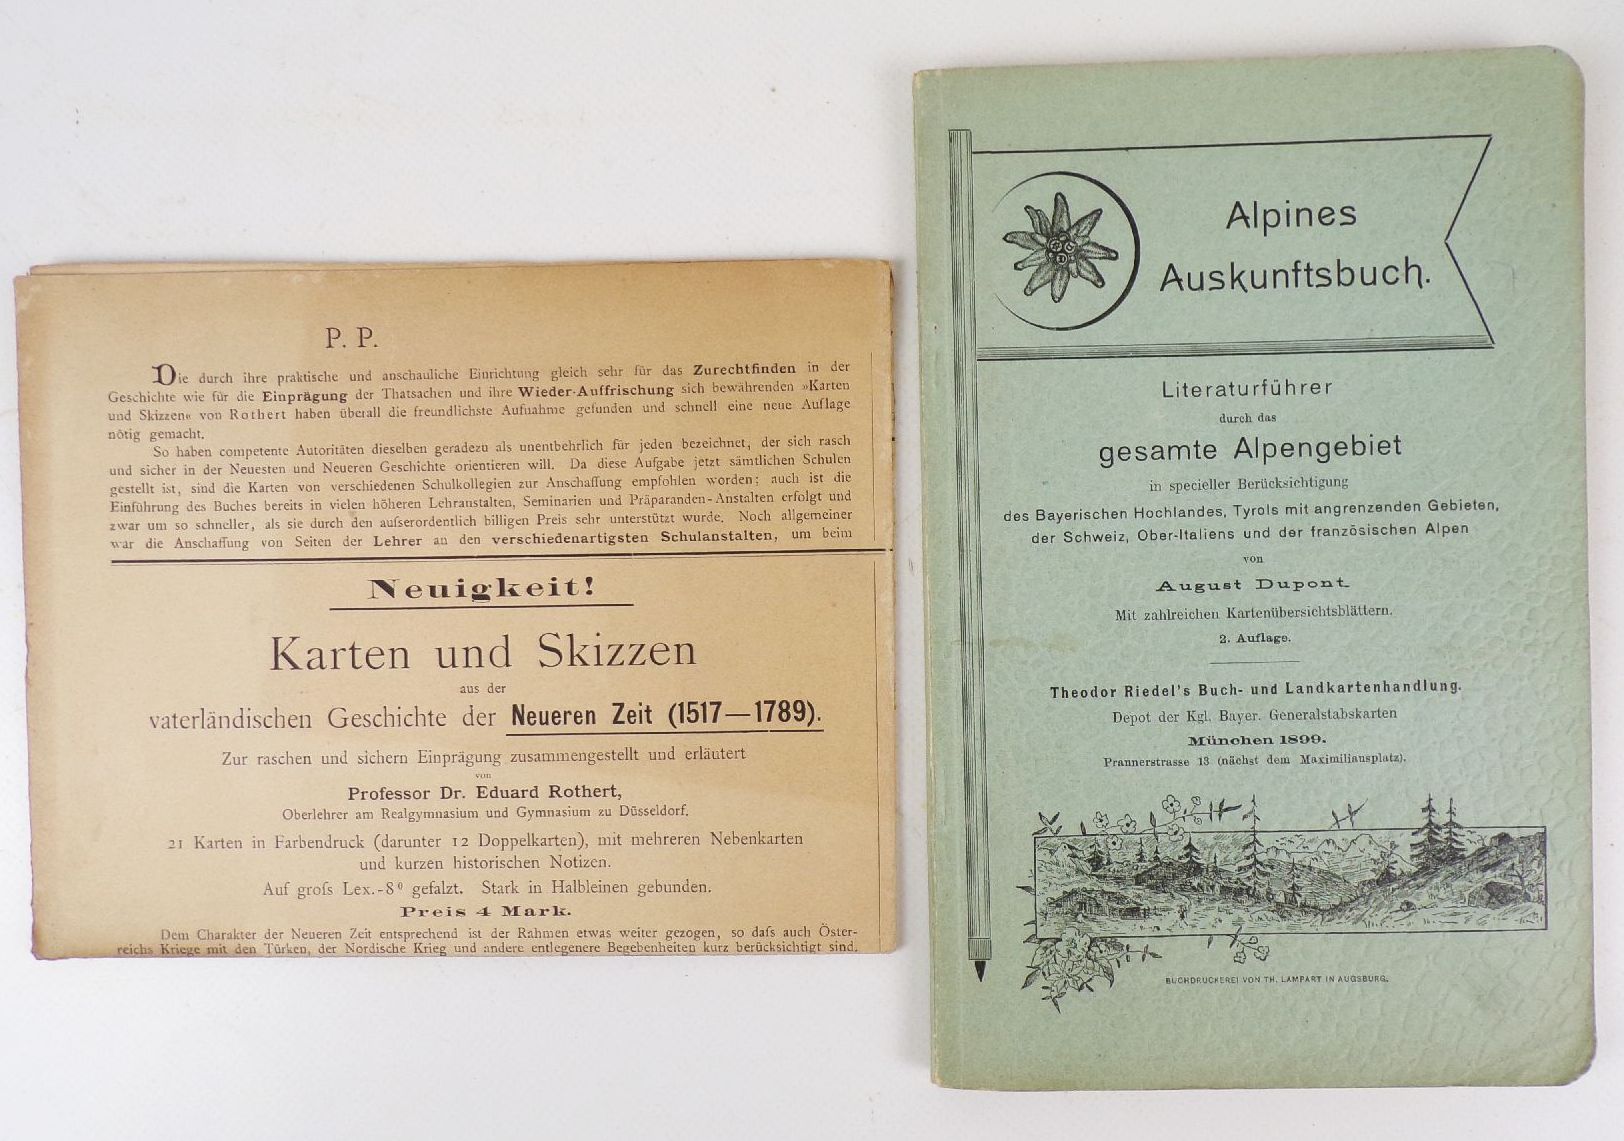 P. P.
Die durch ihre praktische und anschauliche Einrichtung gleich sehr für das Zurechtfinden in der
Geschichte wie für die Einprägung der Thatsachen und ihre Wieder-Auffrischung sich bewährenden »Karten
und Skizzen« von Rothert haben überall die freundlichste Aufnahme gefunden und schnell eine neue Auflage
nötig gemacht.
So haben competente Autoritäten dieselben geradezu als unentbehrlich für jeden bezeichnet, der sich rasch
und sicher in der Neuesten und Neueren Geschichte orientieren will. Da diese Aufgabe jetzt sämtlichen Schulen
gestellt ist, sind die Karten von verschiedenen Schulkollegien zur Anschaffung empfohlen worden; auch ist die
Einführung des Buches bereits in vielen höheren Lehranstalten, Seminarien und Präparanden-Anstalten erfolgt und
zwar um so schneller, als sie durch den aufserordentlich billigen Preis sehr unterstützt wurde. Noch allgemeiner
war die Anschaffung von Seiten der Lehrer an den verschiedenartigsten Schulanstalten, um beim
Neuigkeit!
Karten und Skizzen
aus der
vaterländischen Geschichte der Neueren Zeit (1517—1789).
Zur raschen und sichern Einprägung zusammengestellt und erläutert
von
Professor Dr. Eduard Rothert,
Oberlehrer am Realgymnasium und Gymnasium zu Düsseldorf.
21 Karten in Farbendruck (darunter 12 Doppelkarten), mit mehreren Nebenkarten
und kurzen historischen Notizen.
Auf grofs Lex.-8⁰ gefalzt. Stark in Halbleinen gebunden.
Preis 4 Mark.
Dem Charakter der Neueren Zeit entsprechend ist der Rahmen etwas weiter gezogen, so dafs auch Öster-
reichs Kriege mit den Türken, der Nordische Krieg und andere entlegenere Begebenheiten kurz berücksichtigt sind.
Alpines
Auskunftsbuch.
Literaturführer
durch das
gesamte Alpengebiet
in specieller Berücksichtigung
des Bayerischen Hochlandes, Tyrols mit angrenzenden Gebieten,
der Schweiz, Ober-Italiens und der französischen Alpen
von
August Dupont.
Mit zahlreichen Kartenübersichtsblättern.
2. Auflage.
Theodor Riedel's Buch- und Landkartenhandlung.
Depot der Kgl. Bayer. Generalstabskarten
München 1899.
Prannerstrasse 13 (nächst dem Maximiliansplatz).
BUCHDRUCKEREI VON TH. LAMPART IN AUGSBURG.